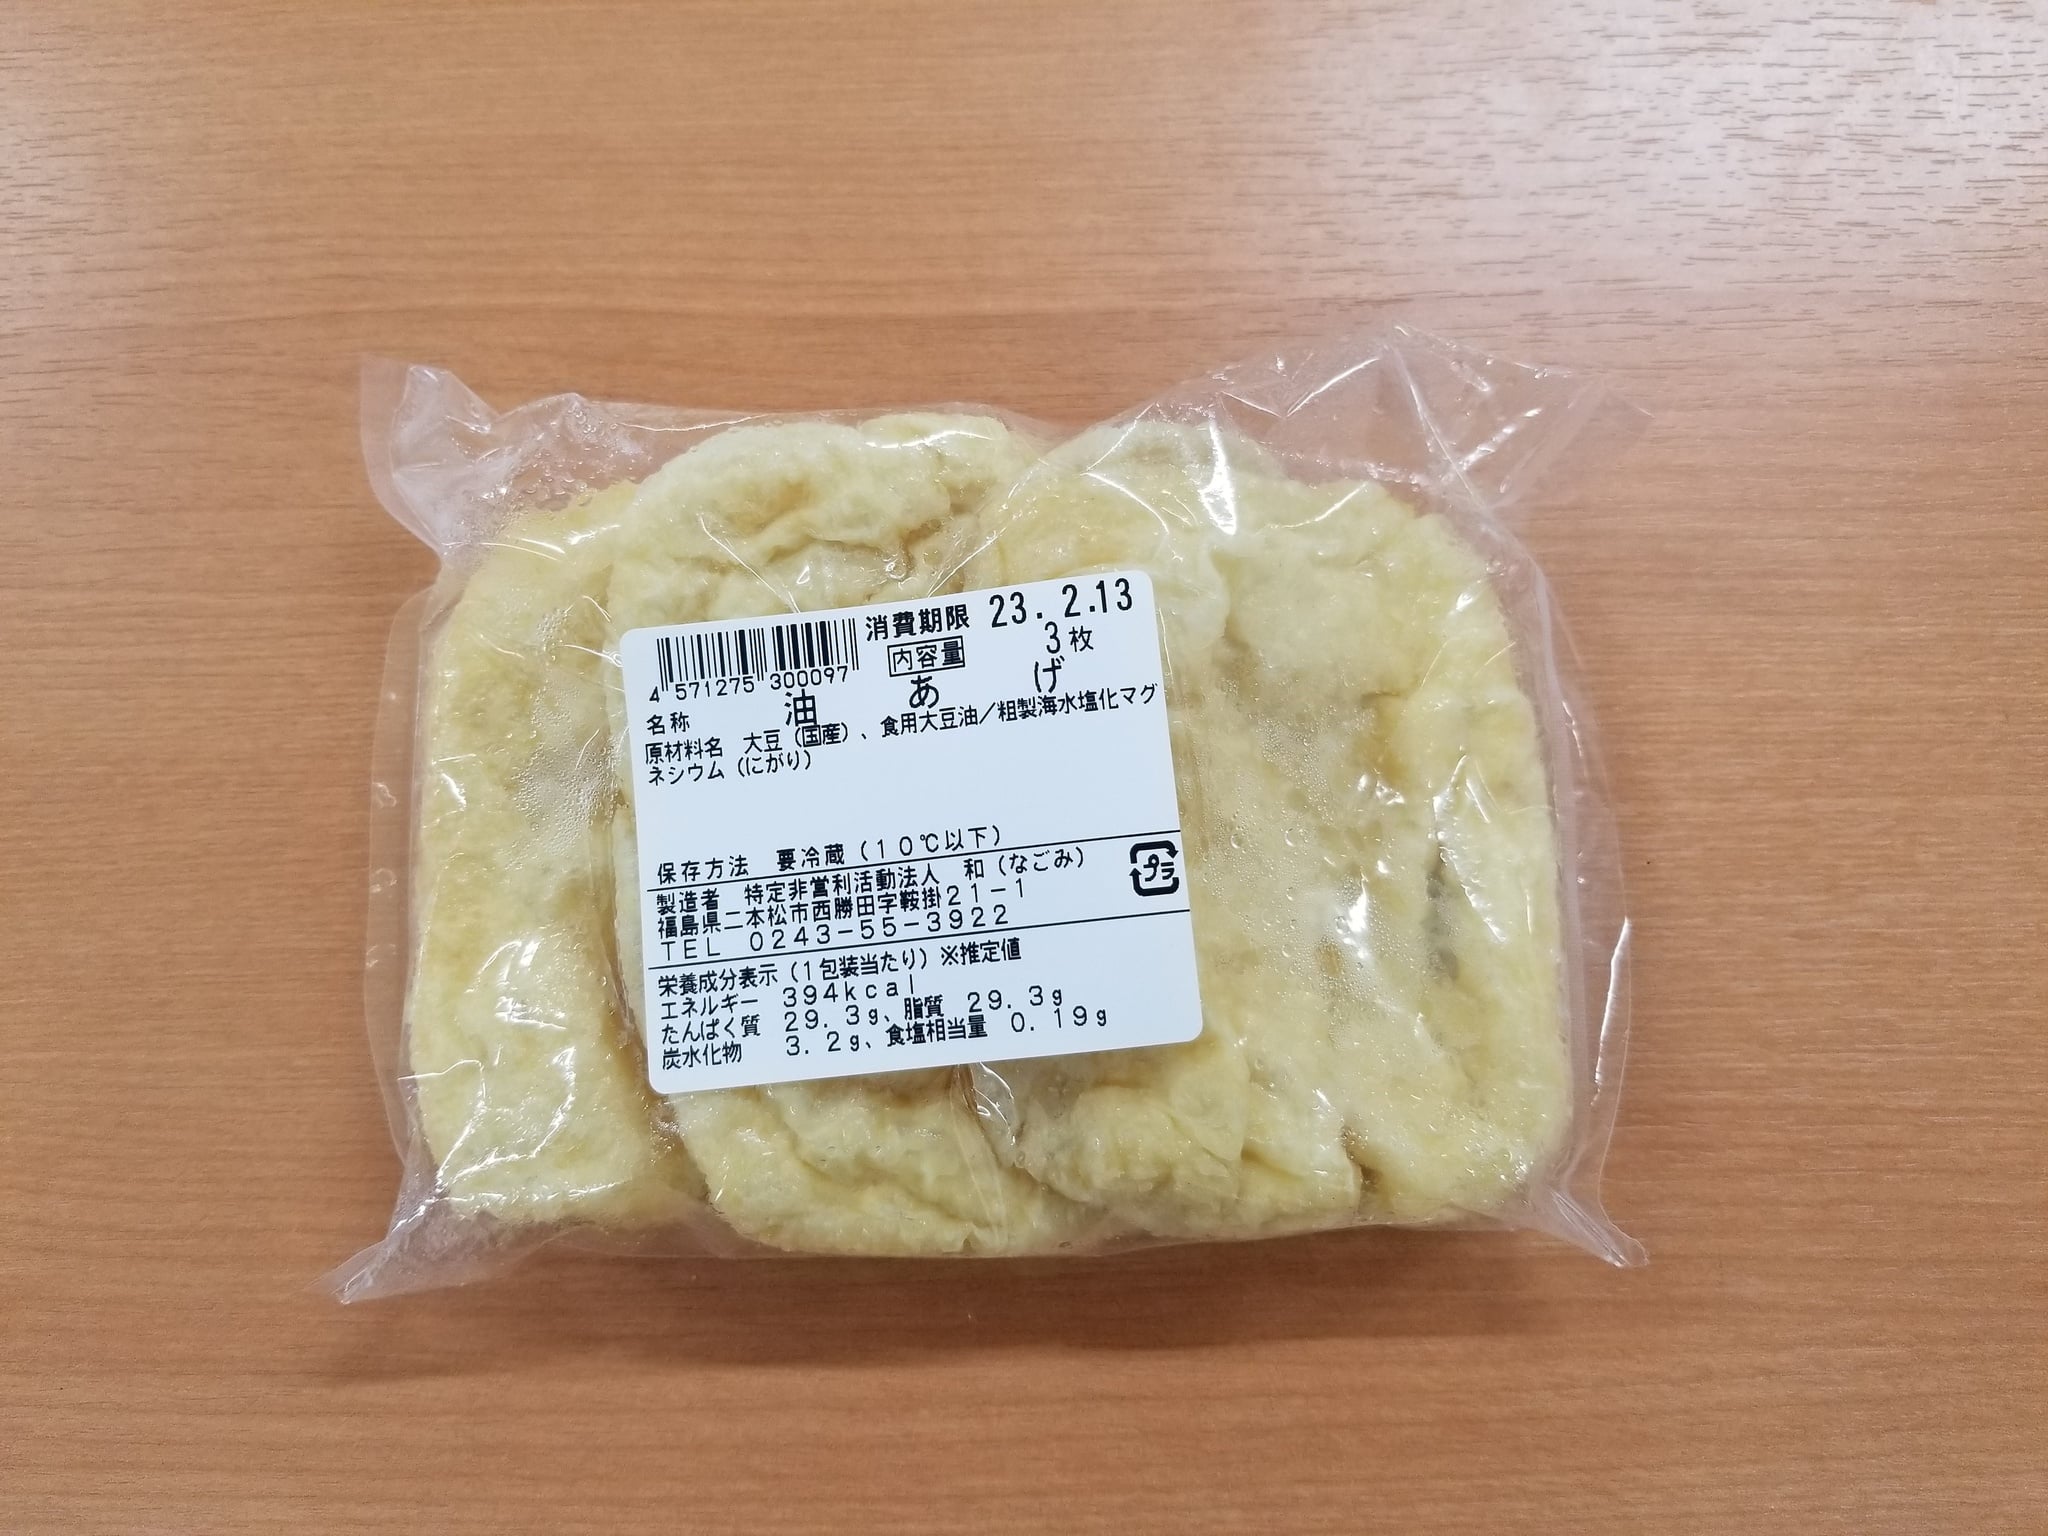 消費期限 23. 2.13
内容量 3枚
4 571275 300097
名称 油あげ
原材料名 大豆(国産)、食用大豆油/粗製海水塩化マグ
ネシウム(にがり)
保存方法 要冷蔵(10℃以下)
製造者 特定非営利活動法人 和(なごみ)
福島県二本松市西勝田字鞍掛21-1
TEL 0243-55-3922
プラ
栄養成分表示(1包装当たり)※推定値
エネルギー 394kcal
たんぱく質 29.3g、脂質 29.3g
炭水化物 3.2g、食塩相当量 0.19g